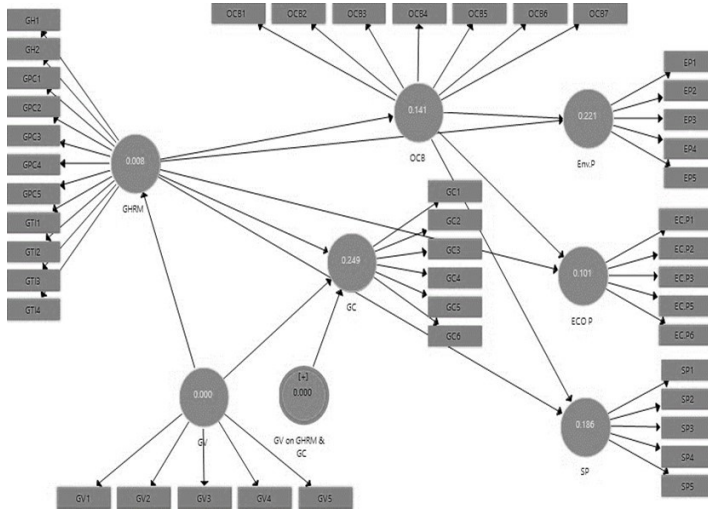 OCB1 OCB2 OCB3 OCB4 OCB5 OCB6 OCB7
GH1
GH2
GPC1
GPC2
GPC3
GPC4
GPC5
GTI1
GTI2
GTI3
GTI4
0.008
GHRM
0.141
OCB
0.221
Env.P
EP1
EP2
EP3
EP4
EP5
GC1
GC2
GC3
GC4
GC5
GC6
0.249
GC
0.101
ECO P
EC.P1
EC.P2
EC.P3
EC.P5
EC.P6
0.000
GV
[+]
0.000
GV on GHRM &
GC
0.186
SP
SP1
SP2
SP3
SP4
SP5
GV1 GV2 GV3 GV4 GV5